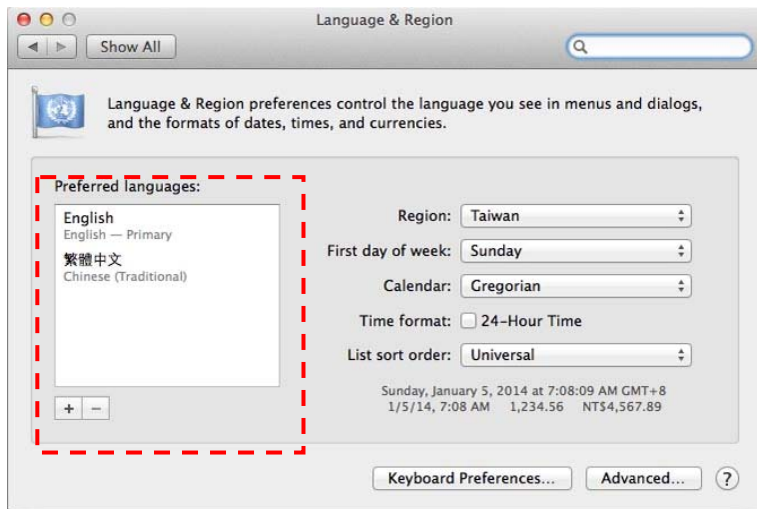 Language & Region
Show All
Language & Region preferences control the language you see in menus and dialogs,
and the formats of dates, times, and currencies.
Preferred languages:
English
English — Primary
繁體中文
Chinese (Traditional)
+ −
Region: Taiwan
First day of week: Sunday
Calendar: Gregorian
Time format: 24-Hour Time
List sort order: Universal
Sunday, January 5, 2014 at 7:08:09 AM GMT+8
1/5/14, 7:08 AM 1,234.56 NT$4,567.89
Keyboard Preferences... Advanced... ?